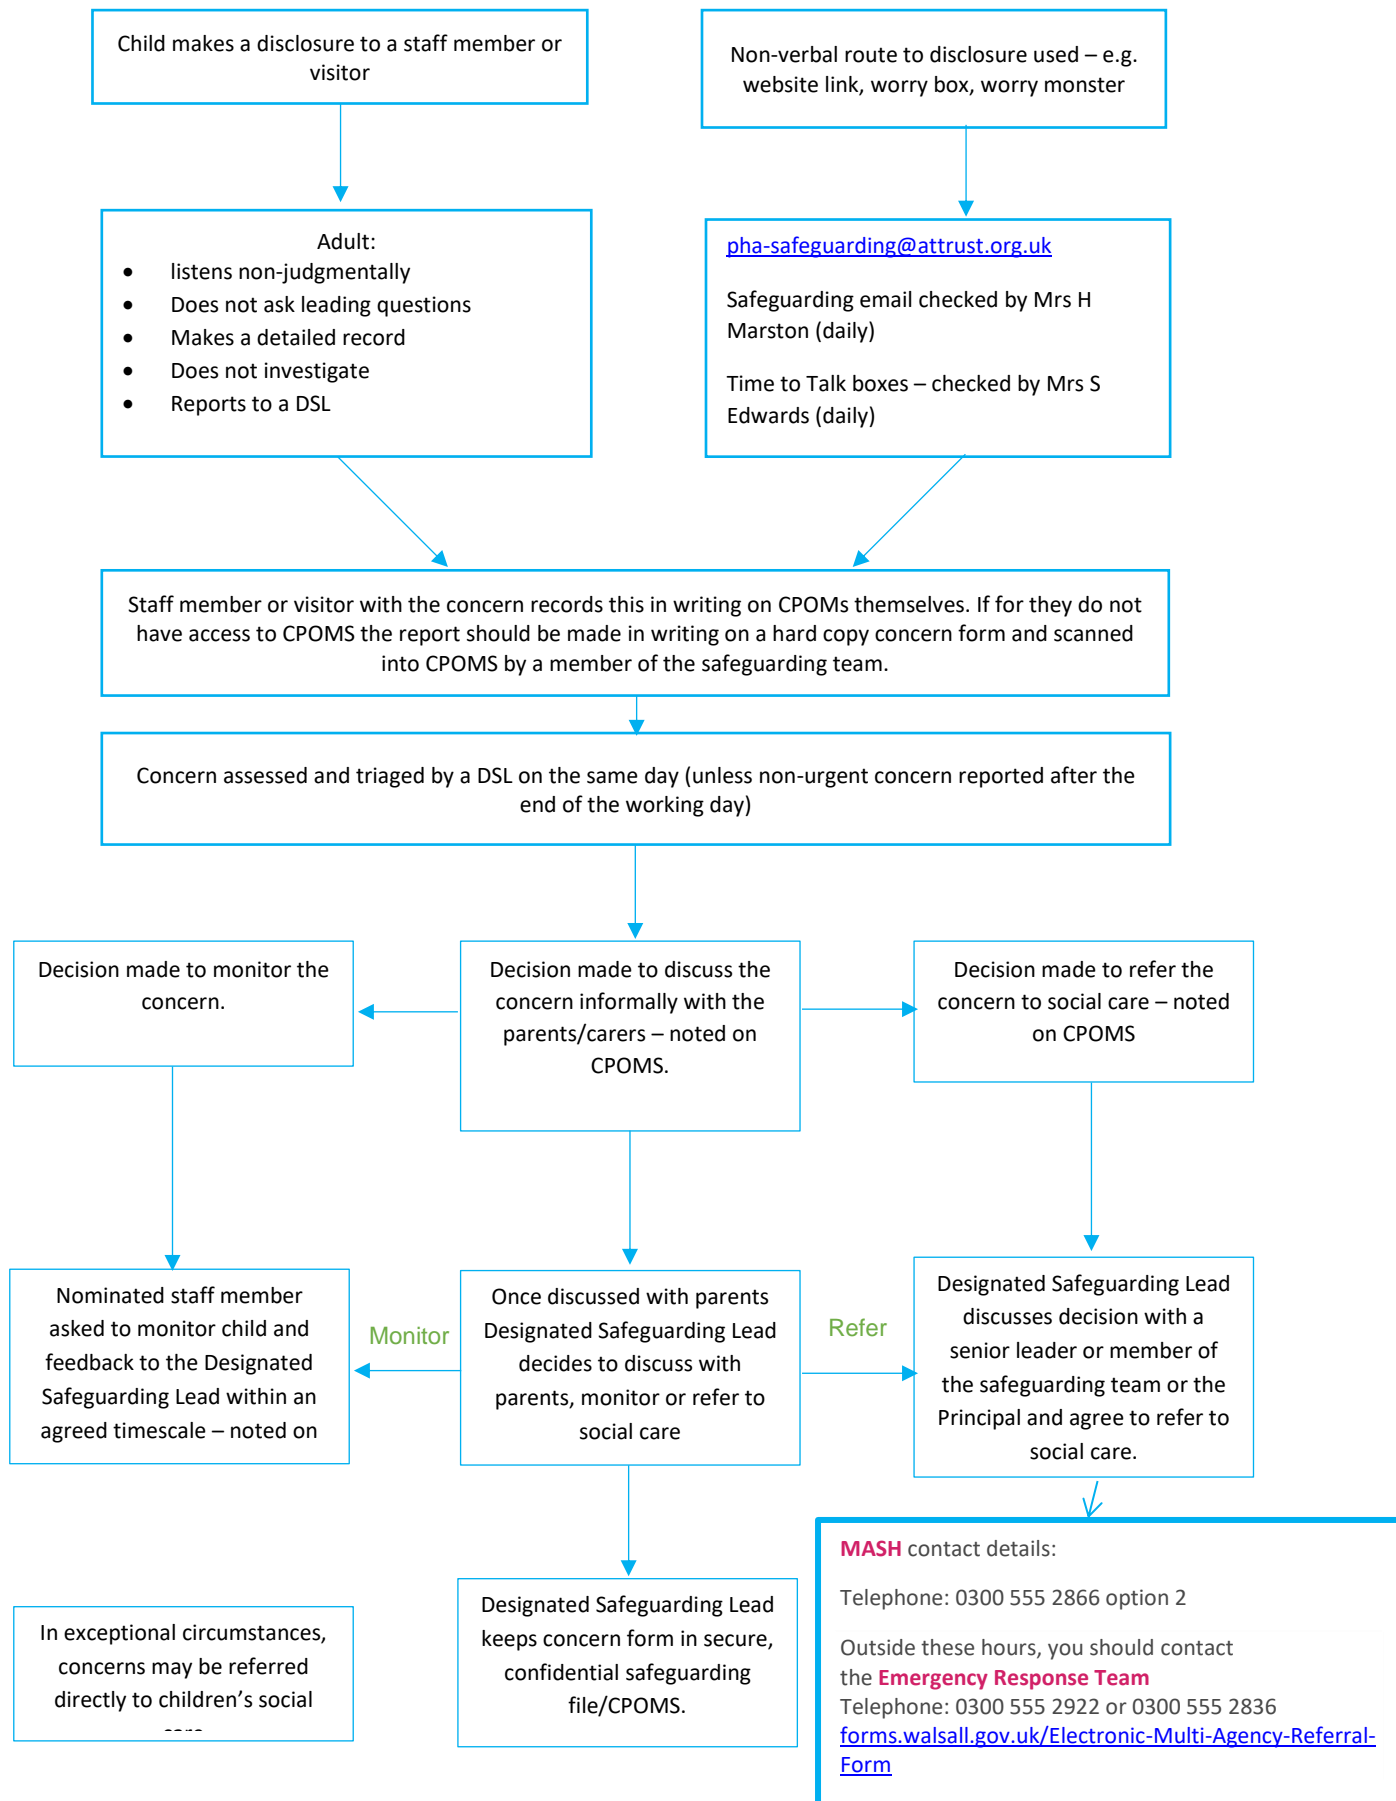 Child makes a disclosure to a staff member or
visitor
Non-verbal route to disclosure used – e.g.
website link, worry box, worry monster
Adult:
• listens non-judgmentally
• Does not ask leading questions
• Makes a detailed record
• Does not investigate
• Reports to a DSL
pha-safeguarding@attrust.org.uk
Safeguarding email checked by Mrs H
Marston (daily)
Time to Talk boxes – checked by Mrs S
Edwards (daily)
Staff member or visitor with the concern records this in writing on CPOMs themselves. If for they do not
have access to CPOMS the report should be made in writing on a hard copy concern form and scanned
into CPOMS by a member of the safeguarding team.
Concern assessed and triaged by a DSL on the same day (unless non-urgent concern reported after the
end of the working day)
Decision made to monitor the
concern.
Decision made to discuss the
concern informally with the
parents/carers – noted on
CPOMS.
Decision made to refer the
concern to social care – noted
on CPOMS
Nominated staff member
asked to monitor child and
feedback to the Designated
Safeguarding Lead within an
agreed timescale – noted on
Monitor
Once discussed with parents
Designated Safeguarding Lead
decides to discuss with
parents, monitor or refer to
social care
Refer
Designated Safeguarding Lead
discusses decision with a
senior leader or member of
the safeguarding team or the
Principal and agree to refer to
social care.
In exceptional circumstances,
concerns may be referred
directly to children's social
Designated Safeguarding Lead
keeps concern form in secure,
confidential safeguarding
file/CPOMS.
MASH contact details:
Telephone: 0300 555 2866 option 2
Outside these hours, you should contact
the Emergency Response Team
Telephone: 0300 555 2922 or 0300 555 2836
forms.walsall.gov.uk/Electronic-Multi-Agency-Referral-
Form